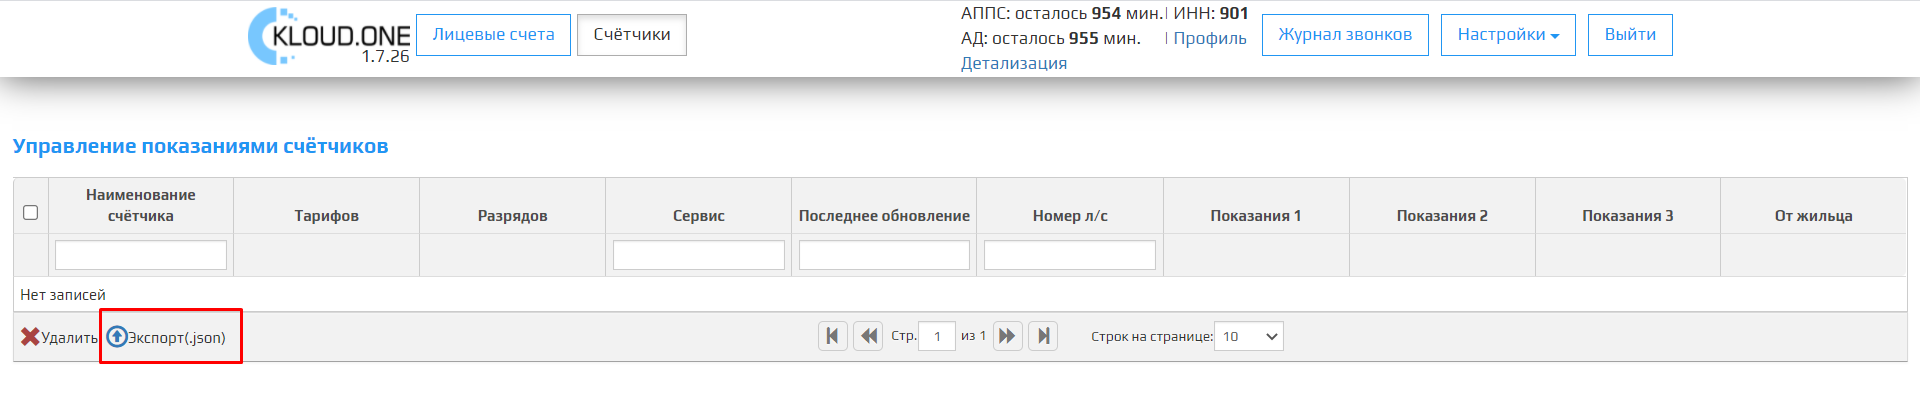 KLOUD.ONE
1.7.26
Лицевые счета
Счётчики
АППС: осталось 954 мин.| ИНН: 901
АД: осталось 955 мин. | Профиль
Детализация
Журнал звонков
Настройки
Выйти
Управление показаниями счётчиков
Наименование
счётчика
Тарифов
Разрядов
Сервис
Последнее обновление
Номер л/с
Показания 1
Показания 2
Показания 3
От жильца
Нет записей
Удалить
Экспорт(.json)
Стр. 1 из 1
Строк на странице: 10